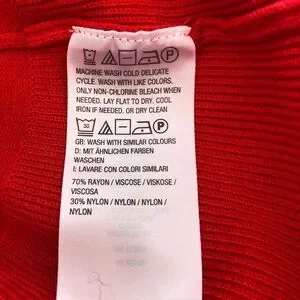 MACHINE WASH COLD DELICATE
CYCLE. WASH WITH LIKE COLORS.
ONLY NON-CHLORINE BLEACH WHEN
NEEDED. LAY FLAT TO DRY. COOL
IRON IF NEEDED. OR DRY CLEAN
30 P
GB: WASH WITH SIMILAR COLOURS
D: MIT ÄHNLICHEN FARBEN
WASCHEN
I: LAVARE CON COLORI SIMILARI
70% RAYON / VISCOSE / VISKOSE /
VISCOSA
30% NYLON / NYLON / NYLON /
NYLON